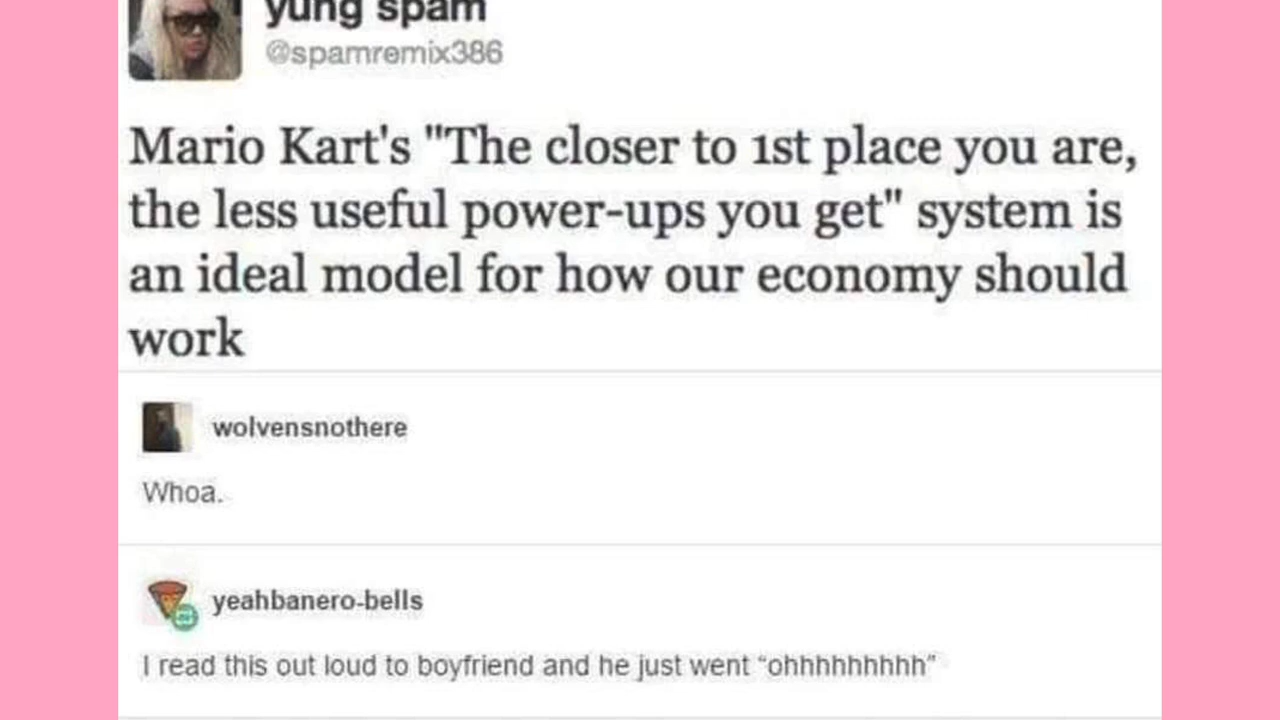 yung spam
@spamremix386
Mario Kart's "The closer to 1st place you are,
the less useful power-ups you get" system is
an ideal model for how our economy should
work
wolvensnothere
Whoa.
yeahbanero-bells
I read this out loud to boyfriend and he just went “ohhhhhhhhh”